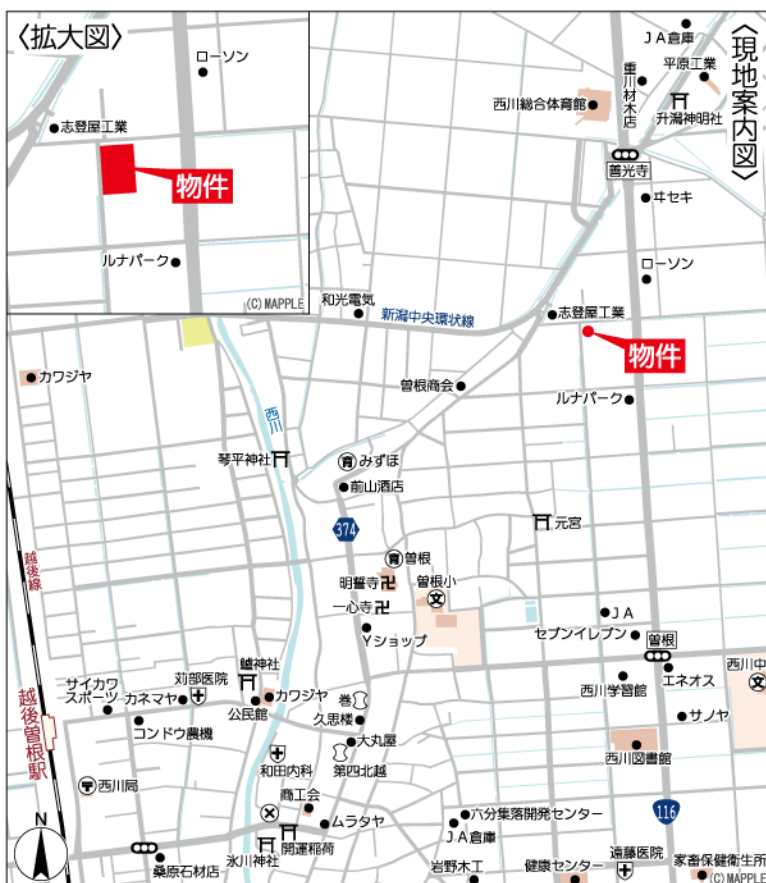 〈拡大図〉
ローソン
志登屋工業
物件
ルナパーク
(C) MAPPLE
〈現地案内図〉
JA倉庫
平原工業
重川材木店
西川総合体育館
升潟神明社
善光寺
ヰセキ
ローソン
和光電気
新潟中央環状線
志登屋工業
物件
カワジヤ
曽根商会
ルナパーク
西川
琴平神社
育 みずほ
前山酒店
374
元宮
越後線
育 曽根
明誓寺
曽根小
文
一心寺
JA
Yショップ
セブンイレブン
曽根
鱸神社
苅部医院
西川中
文
サイカワ
スポーツ
カネマヤ
カワジヤ
巻
エネオス
西川学習館
公民館
久思楼
サノヤ
越後曽根駅
コンドウ農機
大丸屋
西川図書館
和田内科
第四北越
西川局
商工会
116
ムラタヤ
六分集落開発センター
JA倉庫
開運稲荷
氷川神社
N
桑原石材店
遠藤医院
岩野木工
健康センター
家畜保健衛生所
(C) MAPPLE